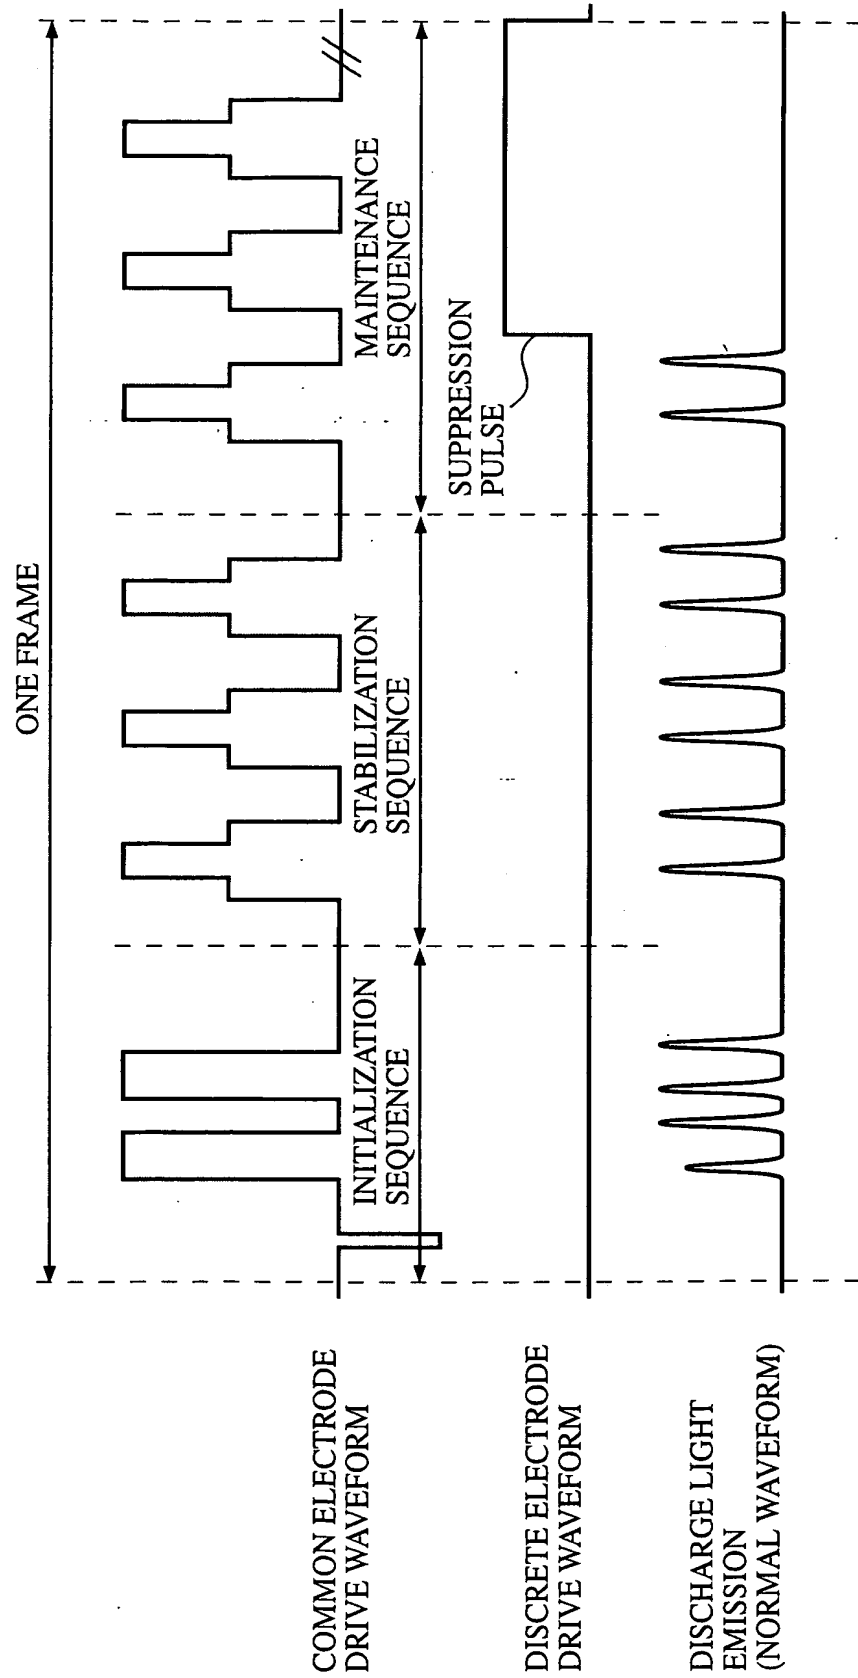 ONE FRAME
COMMON ELECTRODE
DRIVE WAVEFORM
INITIALIZATION
SEQUENCE
STABILIZATION
SEQUENCE
MAINTENANCE
SEQUENCE
DISCRETE ELECTRODE
DRIVE WAVEFORM
SUPPRESSION
PULSE
DISCHARGE LIGHT
EMISSION
(NORMAL WAVEFORM)